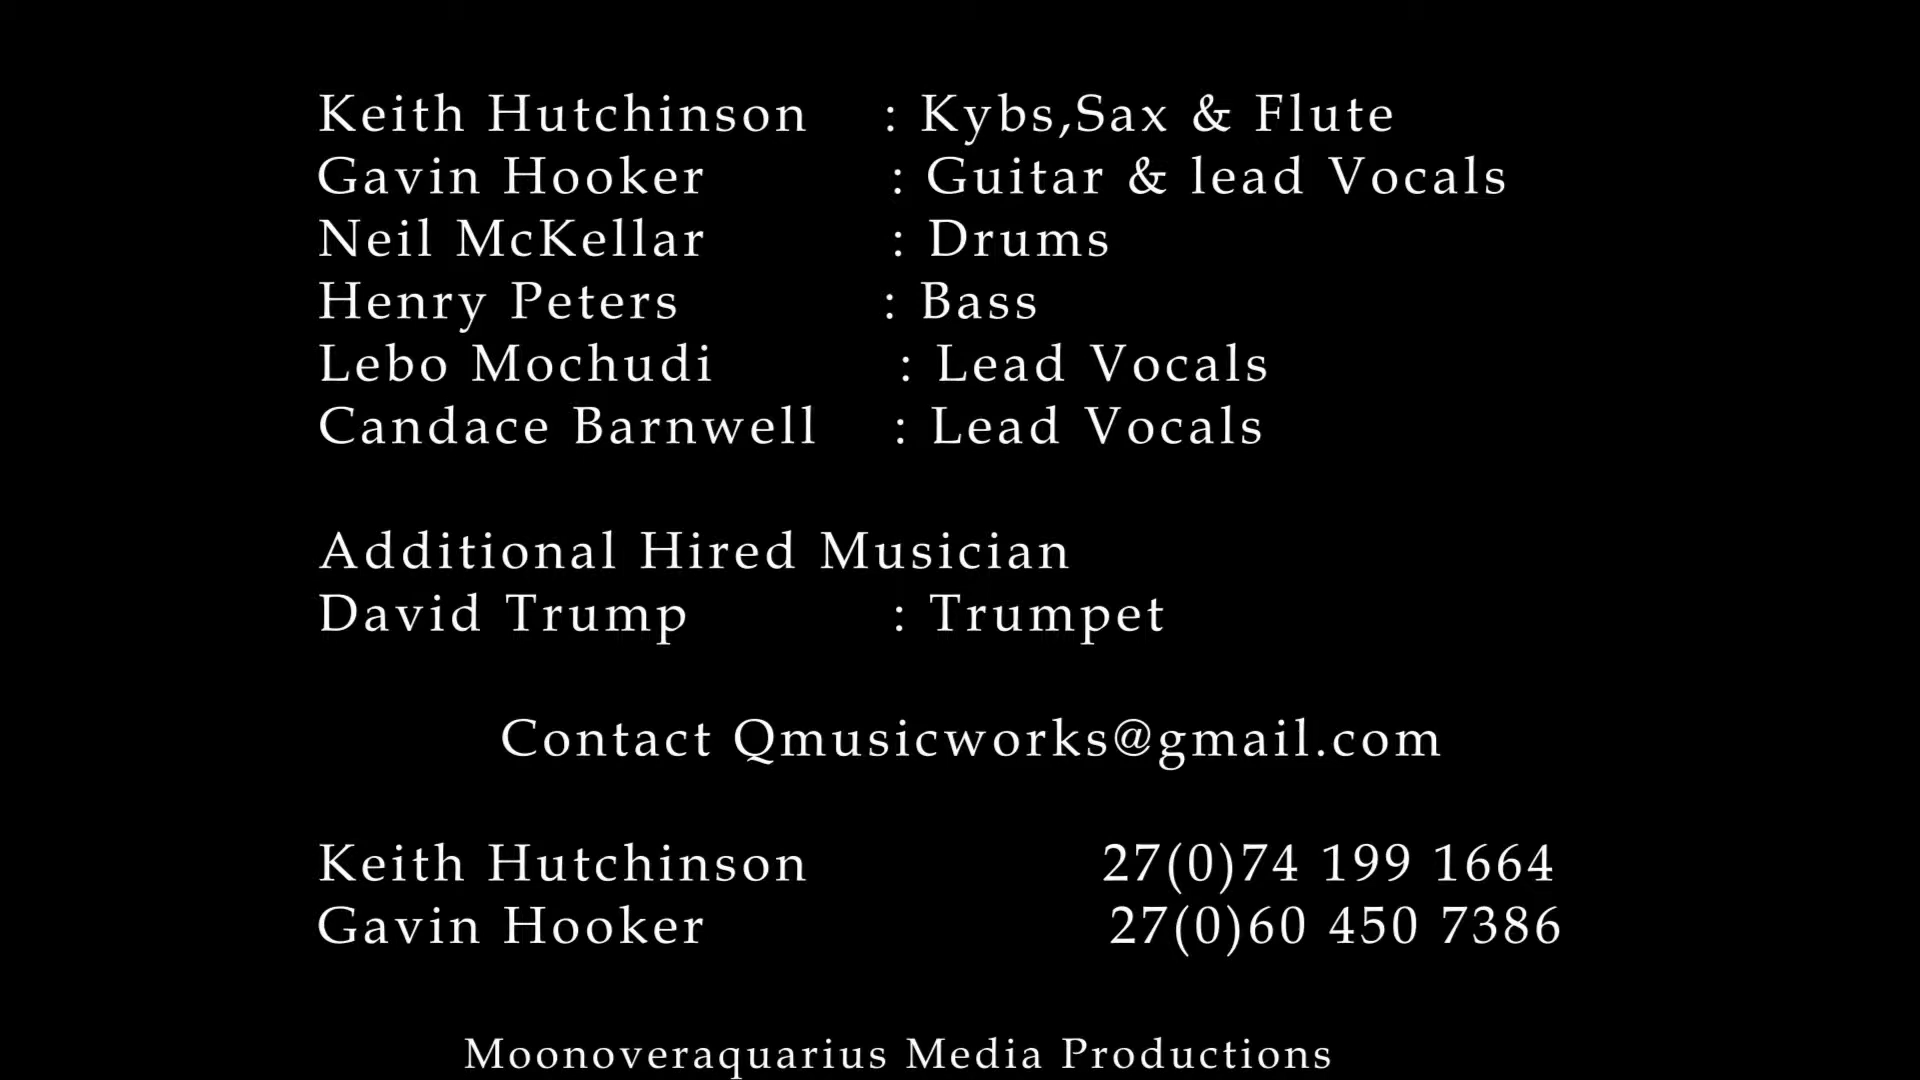 Keith Hutchinson : Kybs,Sax & Flute
Gavin Hooker : Guitar & lead Vocals
Neil McKellar : Drums
Henry Peters : Bass
Lebo Mochudi : Lead Vocals
Candace Barnwell : Lead Vocals
Additional Hired Musician
David Trump : Trumpet
Contact Qmusicworks@gmail.com
Keith Hutchinson 27(0)74 199 1664
Gavin Hooker 27(0)60 450 7386
Moonoveraquarius Media Productions